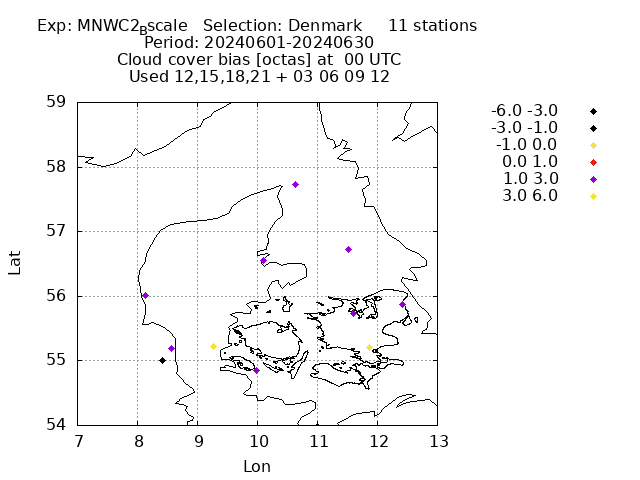 Exp: MNWC2_Bscale   Selection: Denmark     11 stations
Period: 20240601-20240630
Cloud cover bias [octas] at  00 UTC
Used 12,15,18,21 + 03 06 09 12
-6.0 -3.0
-3.0 -1.0
-1.0 0.0
0.0 1.0
1.0 3.0
3.0 6.0
59
58
57
56
55
54
Lat
7 8 9 10 11 12 13
Lon